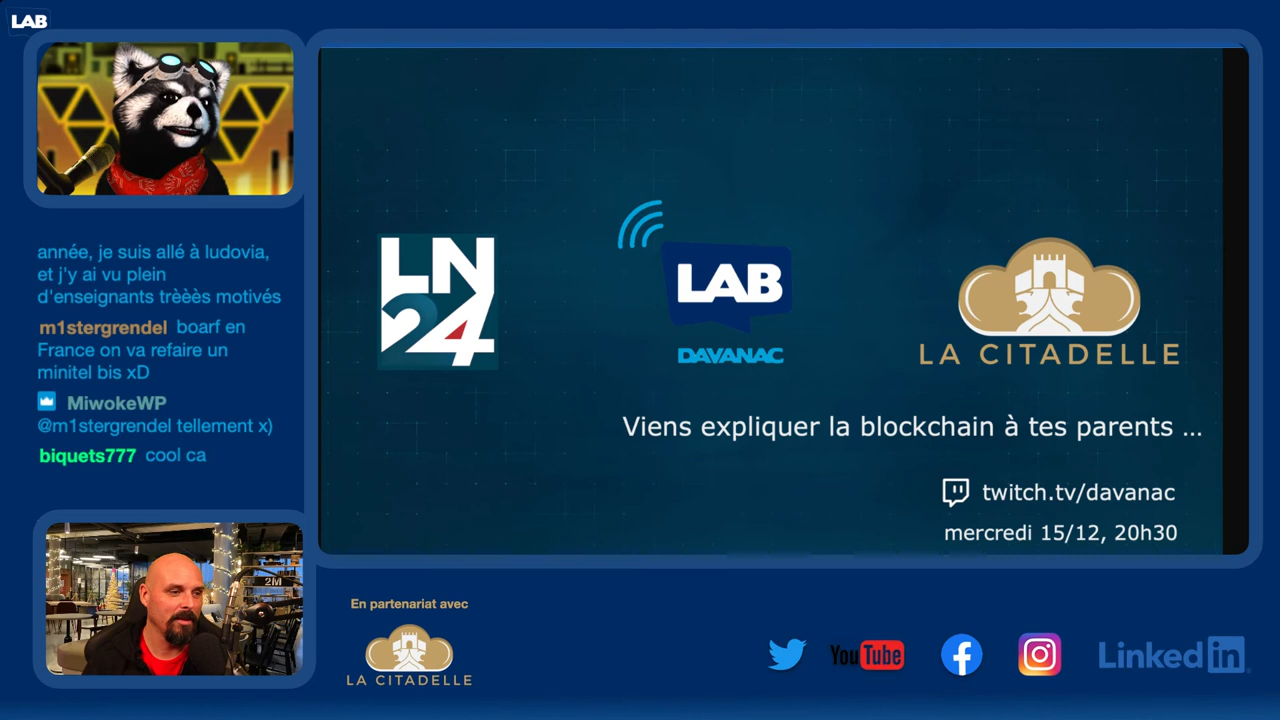 LAB
année, je suis allé à ludovia,
et j'y ai vu plein
d'enseignants trèèès motivés
m1stergrendel boarf en
France on va refaire un
minitel bis xD
MiwokeWP
@m1stergrendel tellement x)
biquets777 cool ca
LN
24
LAB
DAVANAC
LA CITADELLE
Viens expliquer la blockchain à tes parents ...
twitch.tv/davanac
mercredi 15/12, 20h30
2M
En partenariat avec
LA CITADELLE
YouTube
LinkedIn